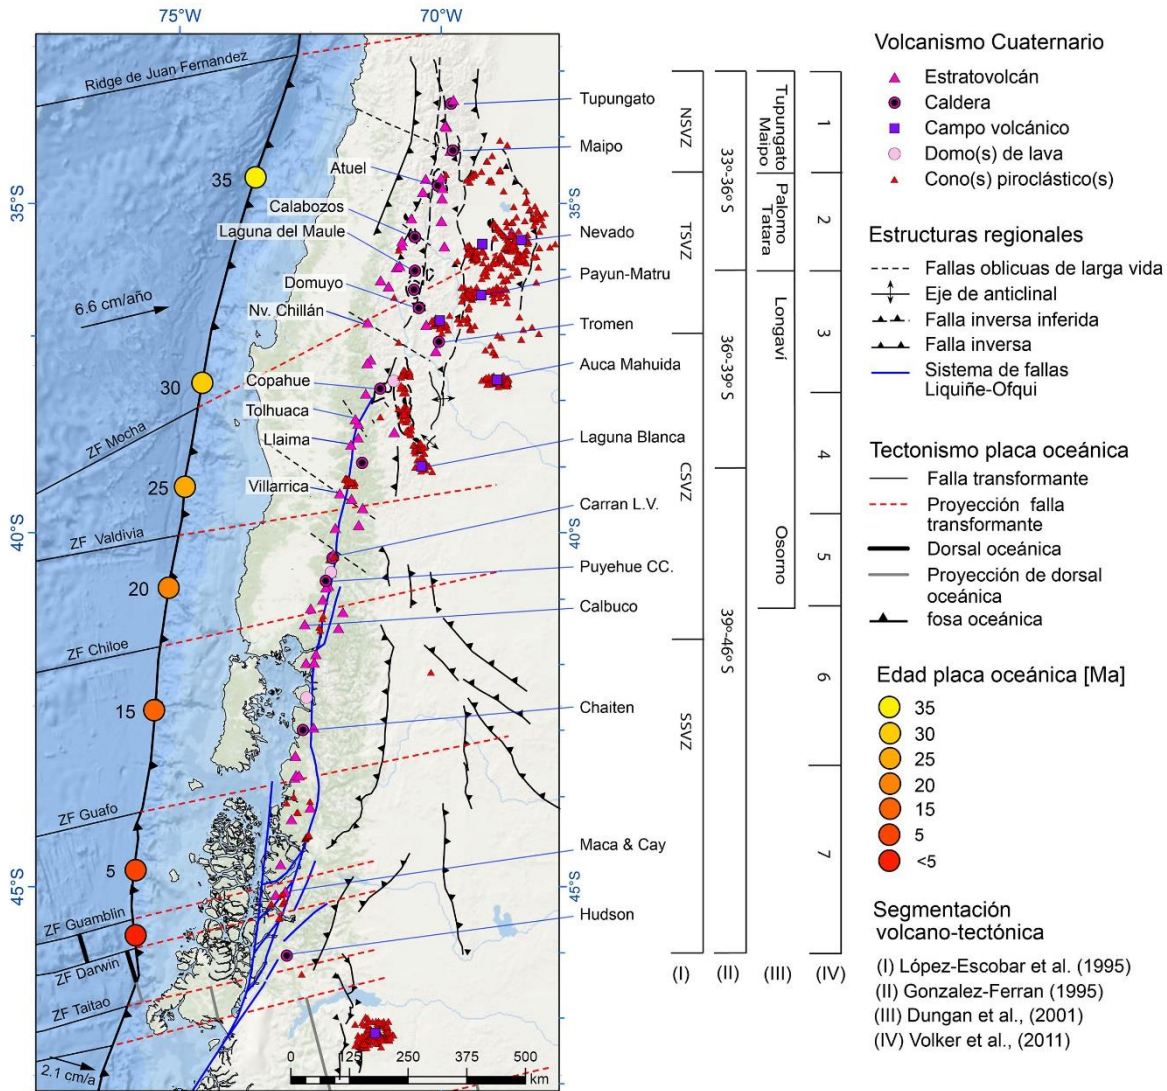 75°W
70°W
Ridge de Juan Fernandez
35
35°S
35°S
6.6 cm/año
30
ZF Mocha
25
ZF Valdivia
40°S
40°S
20
ZF Chiloe
15
ZF Guafo
5
45°S
45°S
ZF Guamblin
ZF Darwin
ZF Taitao
2.1 cm/a
Atuel
Calabozos
Laguna del Maule
Domuyo
Nv. Chillán
Copahue
Tolhuaca
Llaima
Villarrica
0 125 250 375 500
km
Tupungato
Maipo
Nevado
Payun-Matru
Tromen
Auca Mahuida
Laguna Blanca
Carran L.V.
Puyehue CC.
Calbuco
Chaiten
Maca & Cay
Hudson
NSVZ
TSVZ
CSVZ
SSVZ
(I)
33º-36ºS
36º-39ºS
39º-46ºS
(II)
Tupungato
Maipo
Palomo
Tatara
Longaví
Osorno
(III)
1
2
3
4
5
6
7
(IV)
Volcanismo Cuaternario
Estratovolcán
Caldera
Campo volcánico
Domo(s) de lava
Cono(s) piroclástico(s)
Estructuras regionales
Fallas oblicuas de larga vida
Eje de anticlinal
Falla inversa inferida
Falla inversa
Sistema de fallas
Liquiñe-Ofqui
Tectonismo placa oceánica
Falla transformante
Proyección falla
transformante
Dorsal oceánica
Proyección de dorsal
oceánica
fosa oceánica
Edad placa oceánica [Ma]
35
30
25
20
15
5
<5
Segmentación
volcano-tectónica
(I) López-Escobar et al. (1995)
(II) Gonzalez-Ferran (1995)
(III) Dungan et al., (2001)
(IV) Volker et al., (2011)